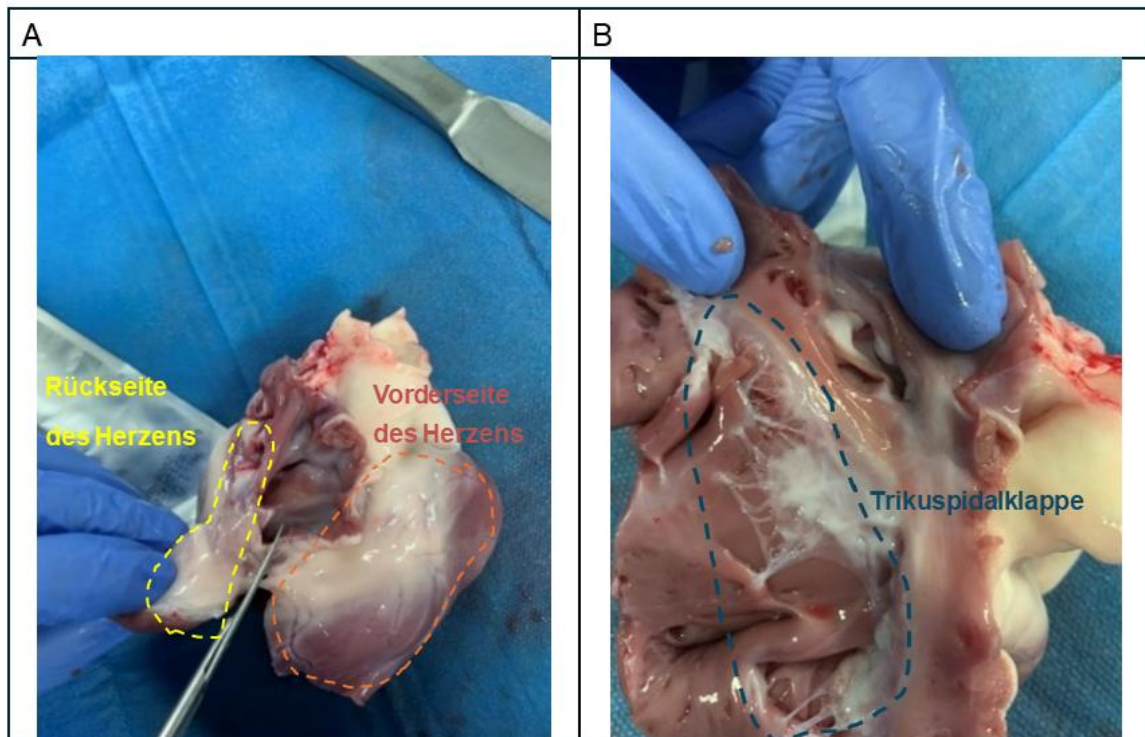 A
B
Rückseite
des Herzens
Vorderseite
des Herzens
Trikuspidalklappe